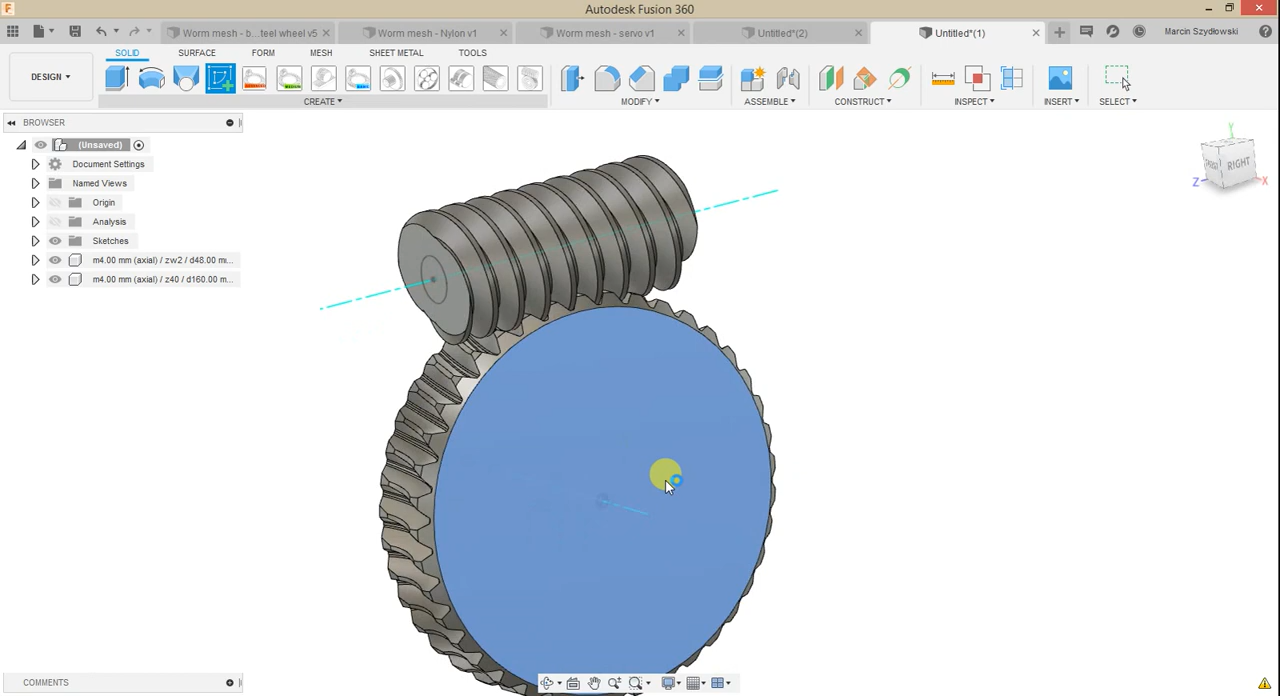 Autodesk Fusion 360
Worm mesh - b...teel wheel v5
Worm mesh - Nylon v1
Worm mesh - servo v1
Untitled*(2)
Untitled*(1)
Marcin Szydłowski
DESIGN
SOLID
SURFACE
FORM
MESH
SHEET METAL
TOOLS
CREATE
MODIFY
ASSEMBLE
CONSTRUCT
INSPECT
INSERT
SELECT
BROWSER
(Unsaved)
Document Settings
Named Views
Origin
Analysis
Sketches
m4.00 mm (axial) / zw2 / d48.00 m...
m4.00 mm (axial) / z40 / d160.00 m...
Y
RIGHT
Z
X
COMMENTS